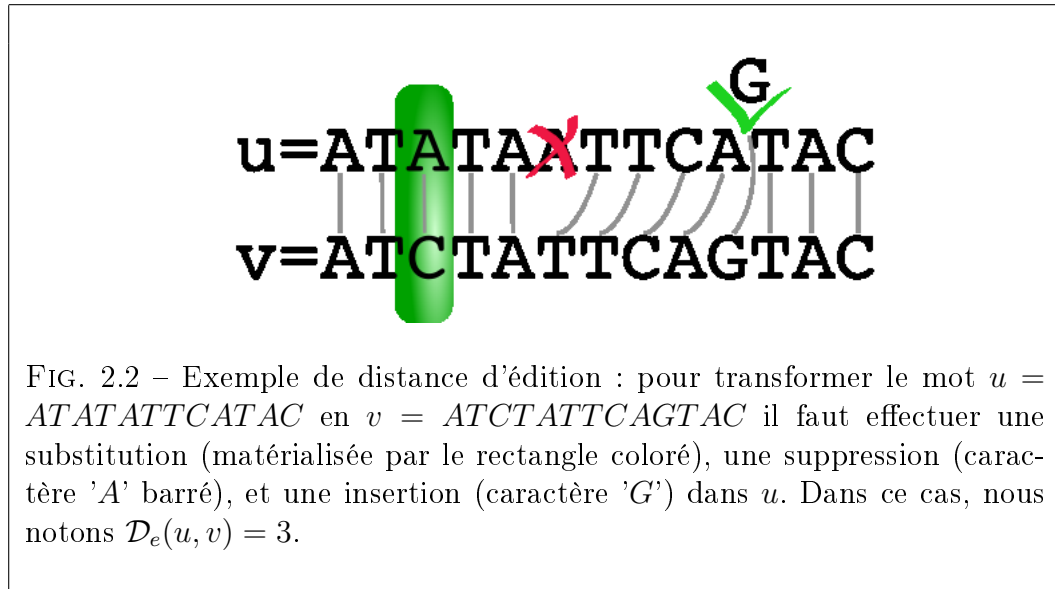 G
u=ATATAATTCATAC
v=ATCTATTCAGTAC
FIG. 2.2 – Exemple de distance d'édition : pour transformer le mot u =
ATATATTCATAC en v = ATCTATTCAGTAC il faut effectuer une
substitution (matérialisée par le rectangle coloré), une suppression (carac-
tère 'A' barré), et une insertion (caractère 'G') dans u. Dans ce cas, nous
notons De(u, v) = 3.